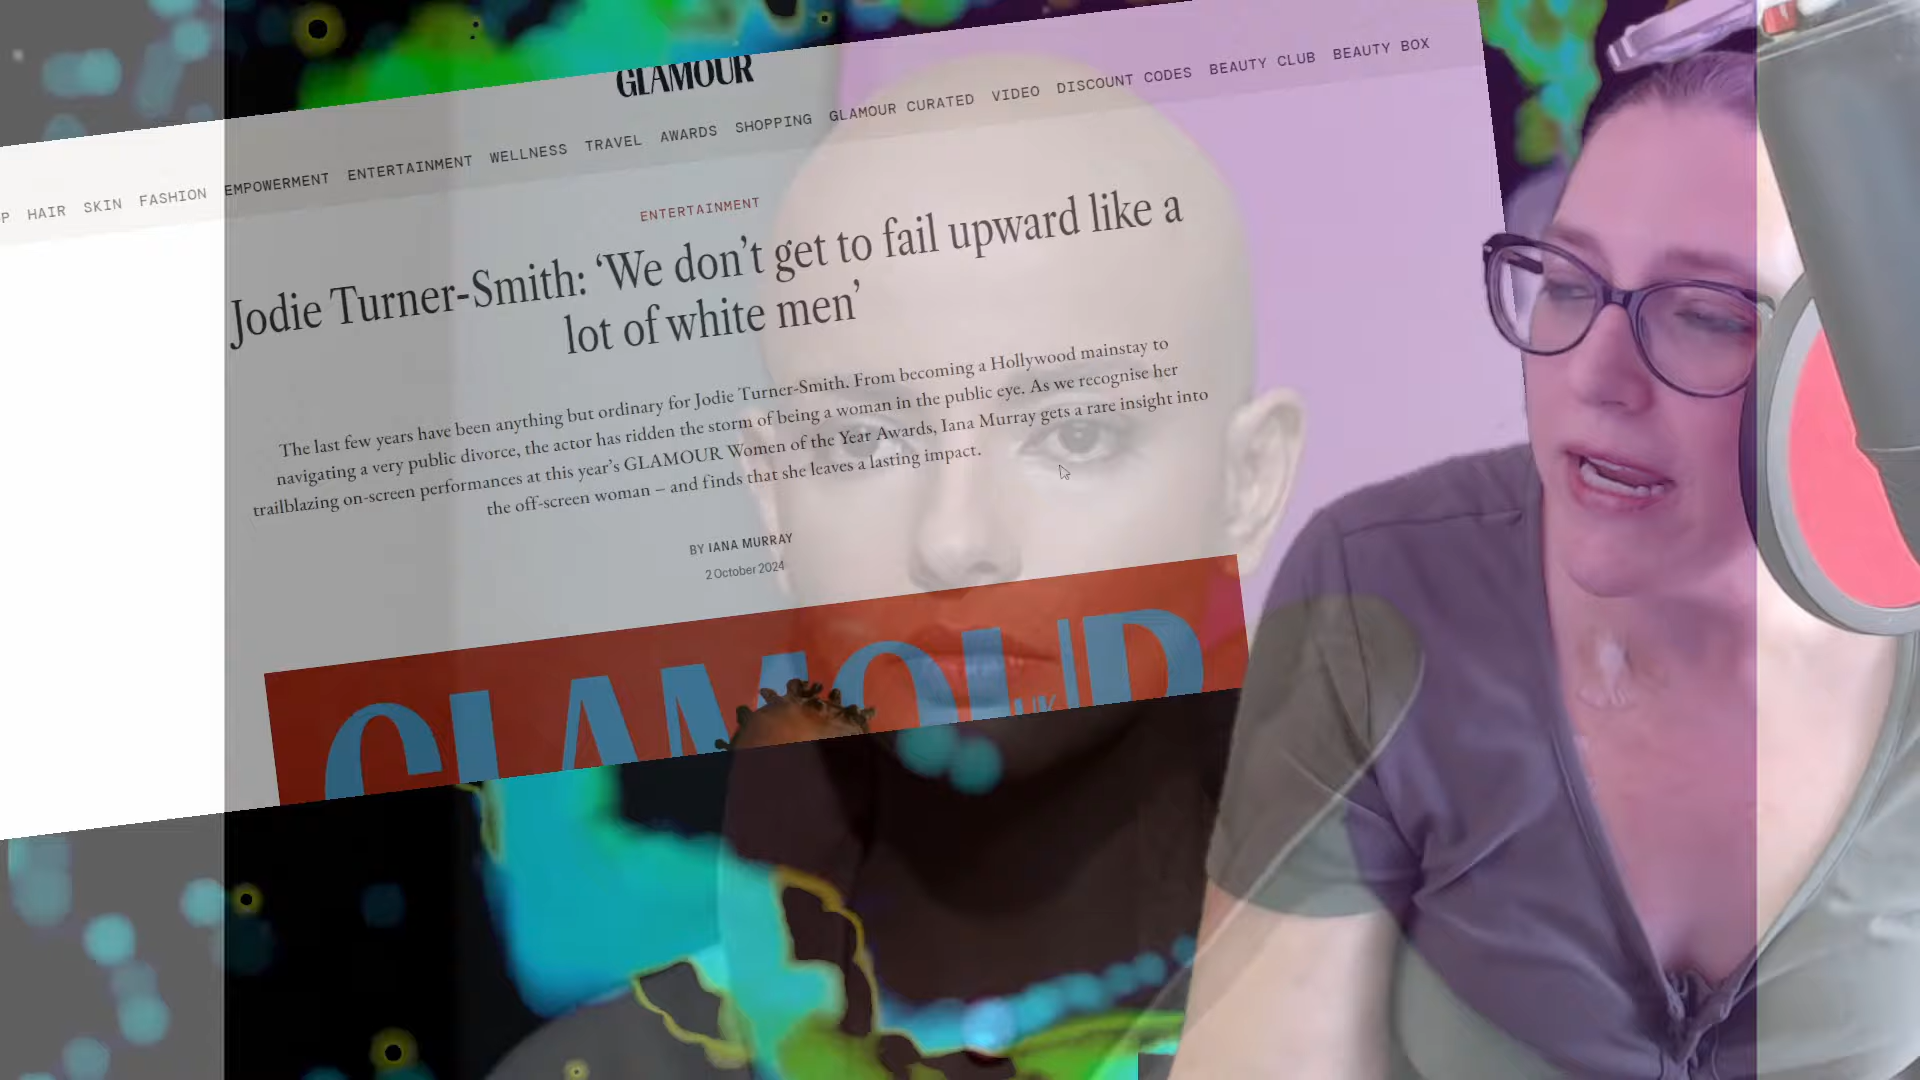 GLAMOUR
HAIR SKIN FASHION EMPOWERMENT ENTERTAINMENT WELLNESS TRAVEL AWARDS SHOPPING GLAMOUR CURATED VIDEO DISCOUNT CODES BEAUTY CLUB BEAUTY BOX
ENTERTAINMENT
Jodie Turner-Smith: ‘We don’t get to fail upward like a
lot of white men’
The last few years have been anything but ordinary for Jodie Turner-Smith. From becoming a Hollywood mainstay to
navigating a very public divorce, the actor has ridden the storm of being a woman in the public eye. As we recognise her
trailblazing on-screen performances at this year’s GLAMOUR Women of the Year Awards, Iana Murray gets a rare insight into
the off-screen woman – and finds that she leaves a lasting impact.
BY IANA MURRAY
2 October 2024
GLAMOUR
UK